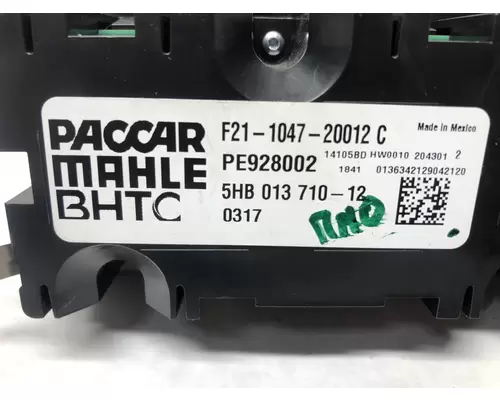 PACCAR
MAHLE
BHTC
F21-1047-20012 C
Made in Mexico
PE928002
14105BD HW0010 204301 2
1841 0136342129042120
5HB 013 710-12
0317